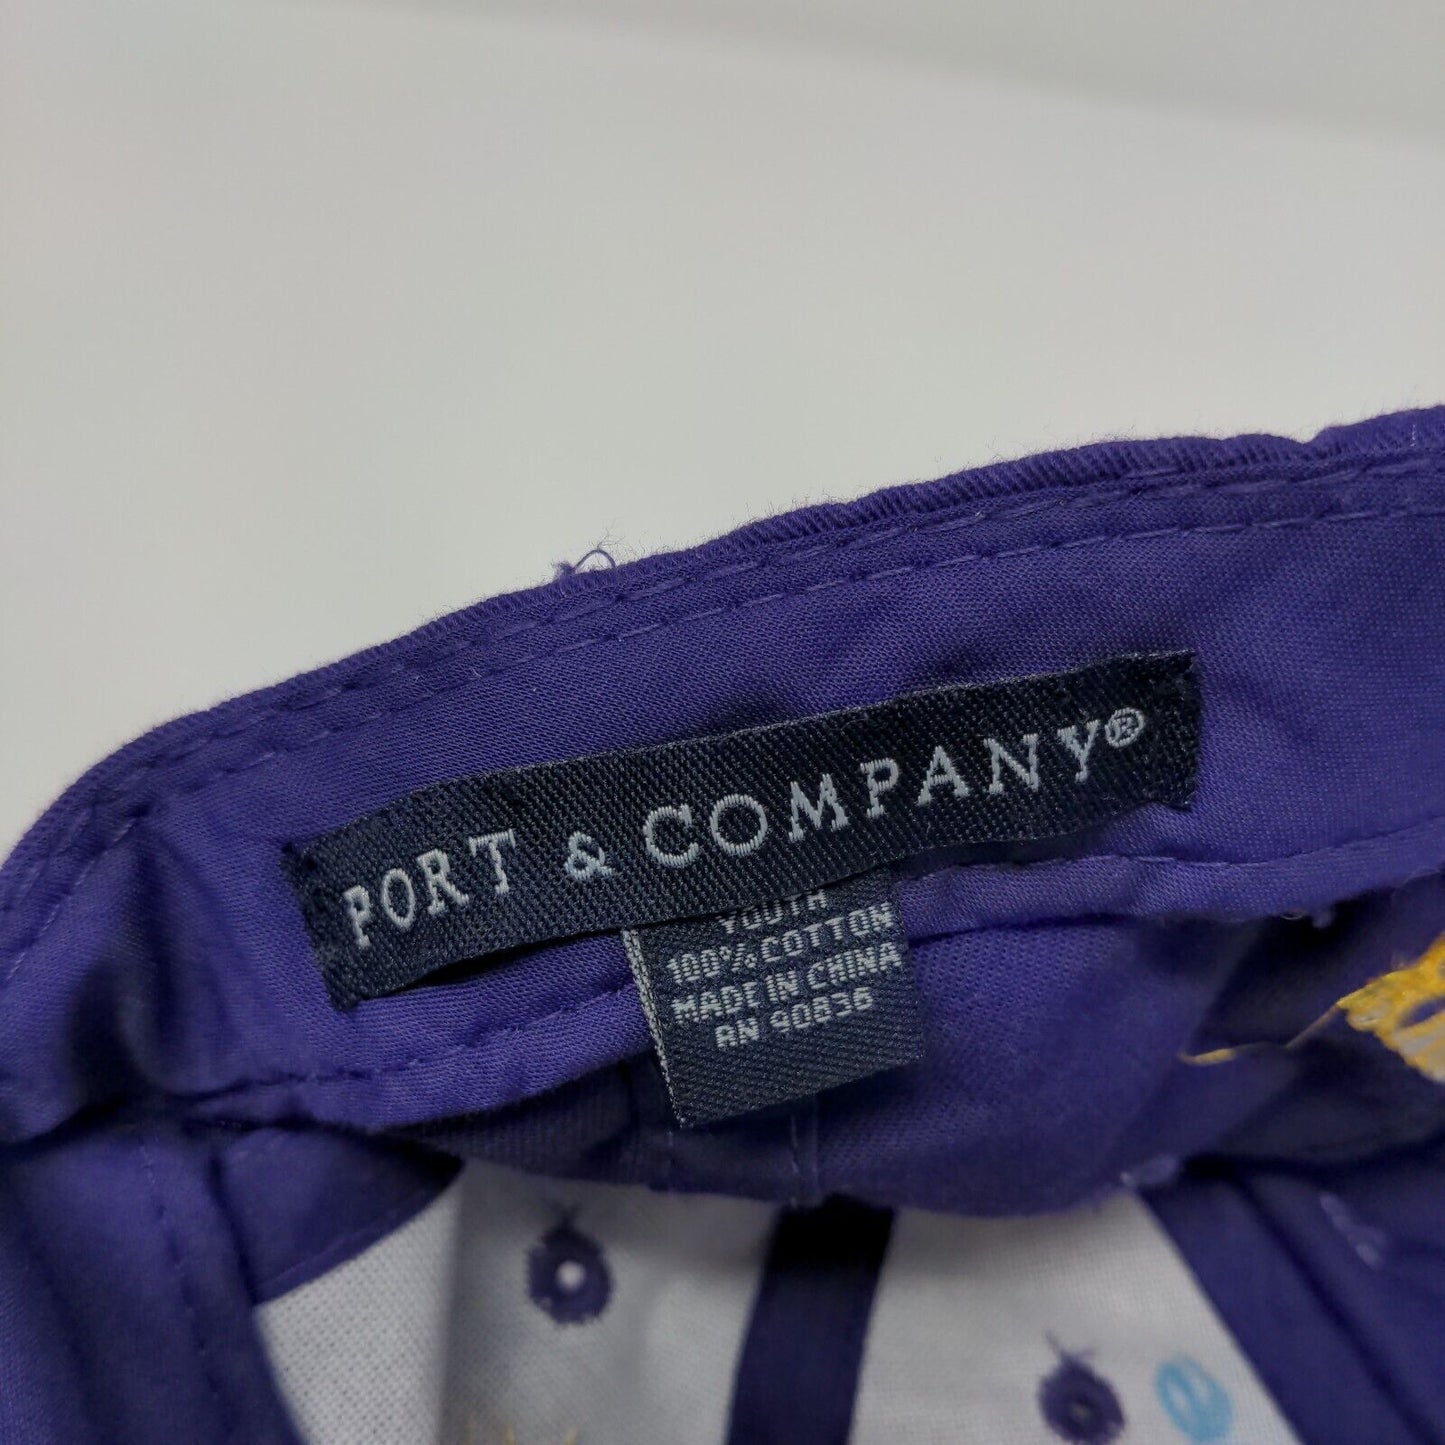 PORT & COMPANY®
YOUTH
100% COTTON
MADE IN CHINA
RN 90836